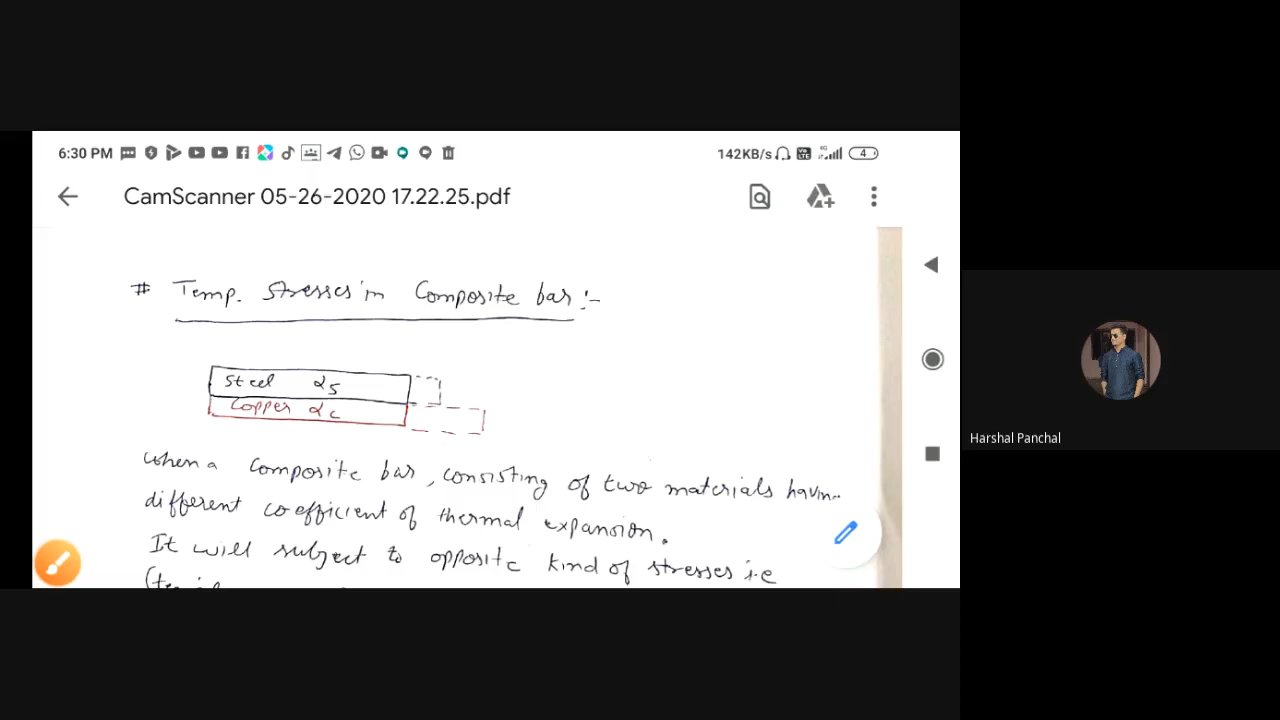 6:30 PM
142KB/s
4
CamScanner 05-26-2020 17.22.25.pdf
# Temp. Stresses in Composite bar :-
Steel αs
Copper αc
When a Composite bar, consisting of two materials havin
different coefficient of thermal expansion.
It will subject to opposite kind of stresses i.e
Harshal Panchal